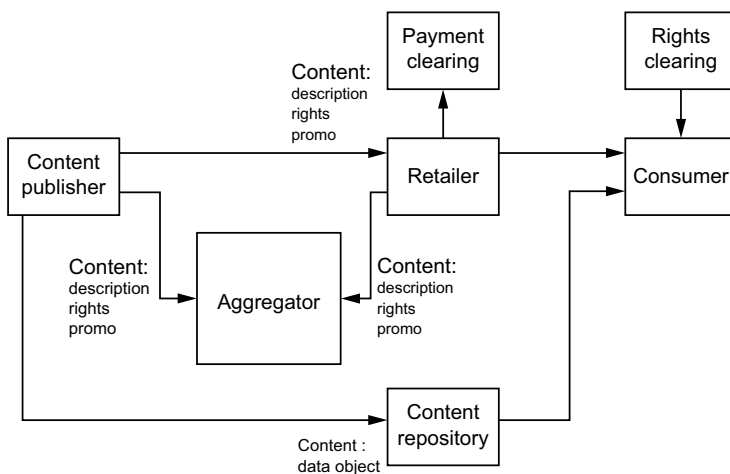 Payment
clearing
Rights
clearing
Content:
description
rights
promo
Content
publisher
Retailer
Consumer
Content:
description
rights
promo
Aggregator
Content:
description
rights
promo
Content
repository
Content :
data object